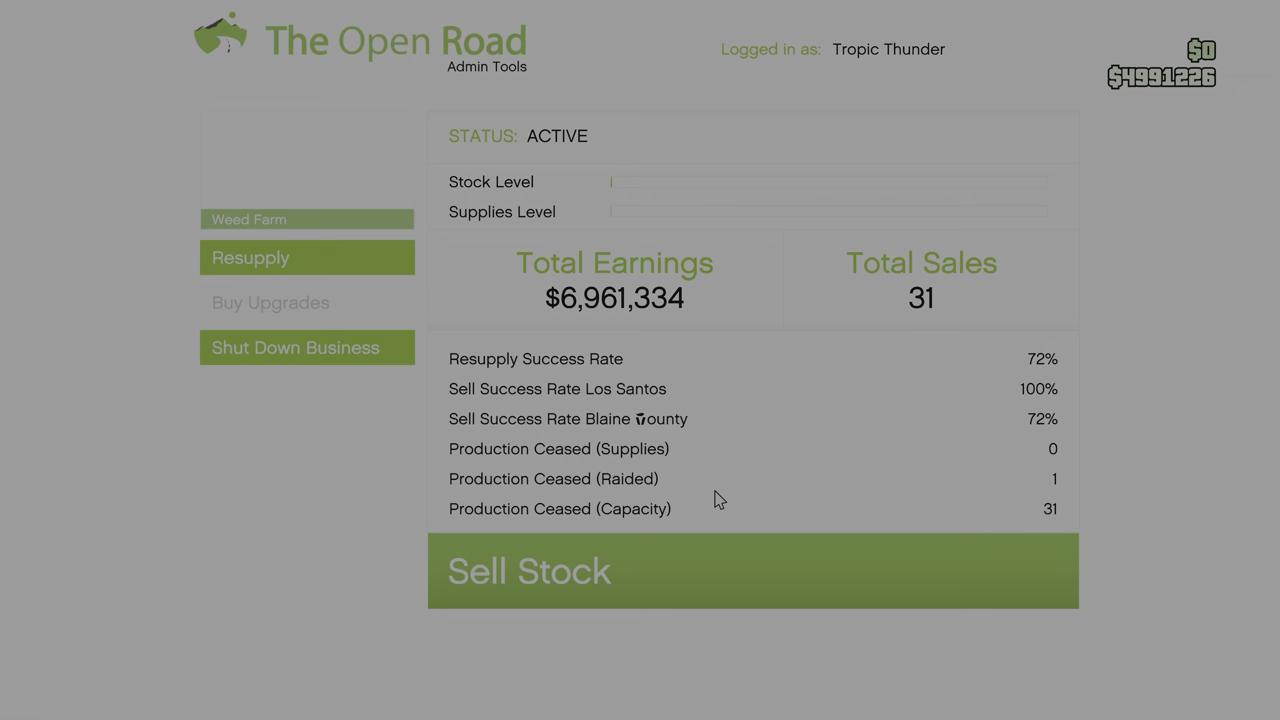 The Open Road
Admin Tools
Logged in as: Tropic Thunder
$0
$4991226
STATUS: ACTIVE
Stock Level
Supplies Level
Weed Farm
Resupply
Buy Upgrades
Shut Down Business
Total Earnings
$6,961,334
Total Sales
31
Resupply Success Rate 72%
Sell Success Rate Los Santos 100%
Sell Success Rate Blaine County 72%
Production Ceased (Supplies) 0
Production Ceased (Raided) 1
Production Ceased (Capacity) 31
Sell Stock